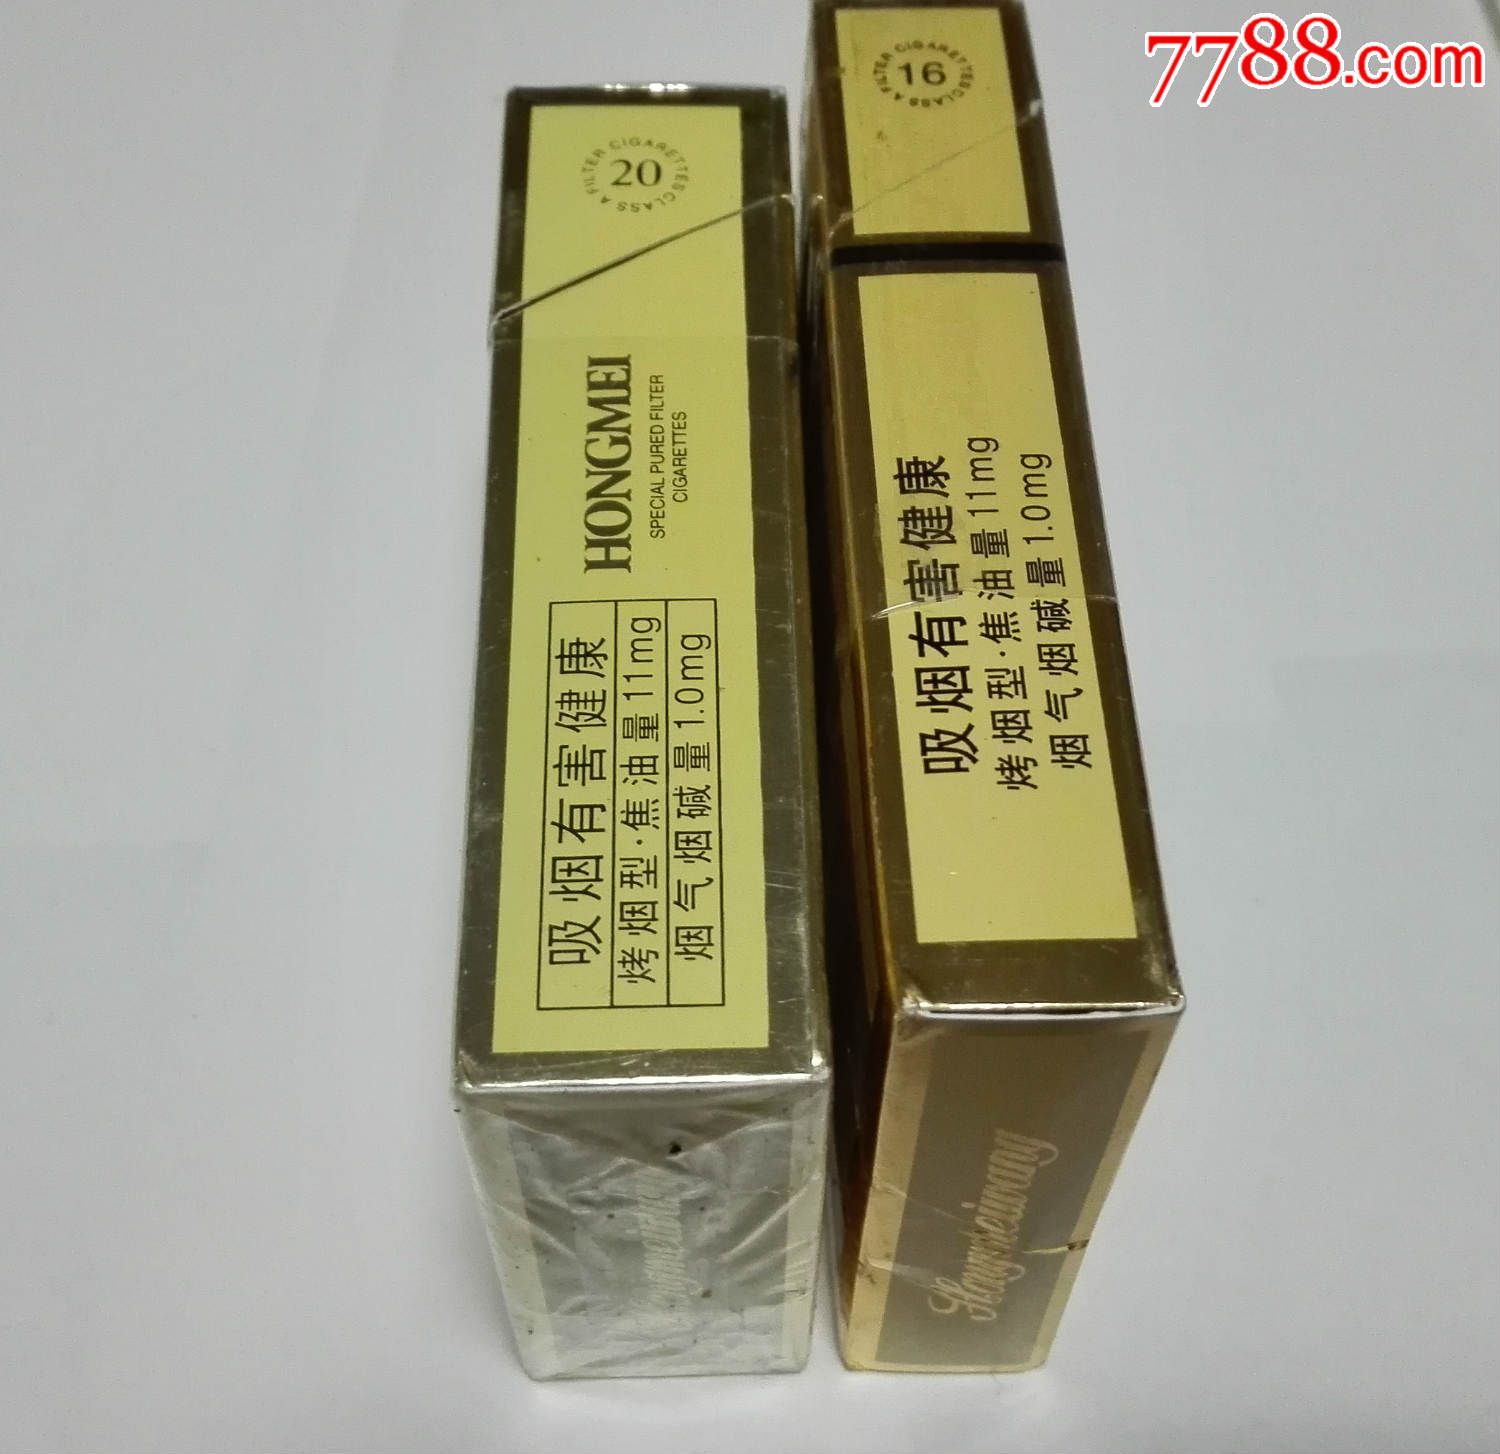 7788.com
FILTER CIGARETTES CLASS A
20
HONGMEI
SPECIAL PURED FILTER
CIGARETTES
吸烟有害健康
烤烟型·焦油量11mg
烟气烟碱量1.0mg
Hongmeiwang
FILTER CIGARETTES CLASS A
16
吸烟有害健康
烤烟型·焦油量11mg
烟气烟碱量1.0mg
Hongmeiwang